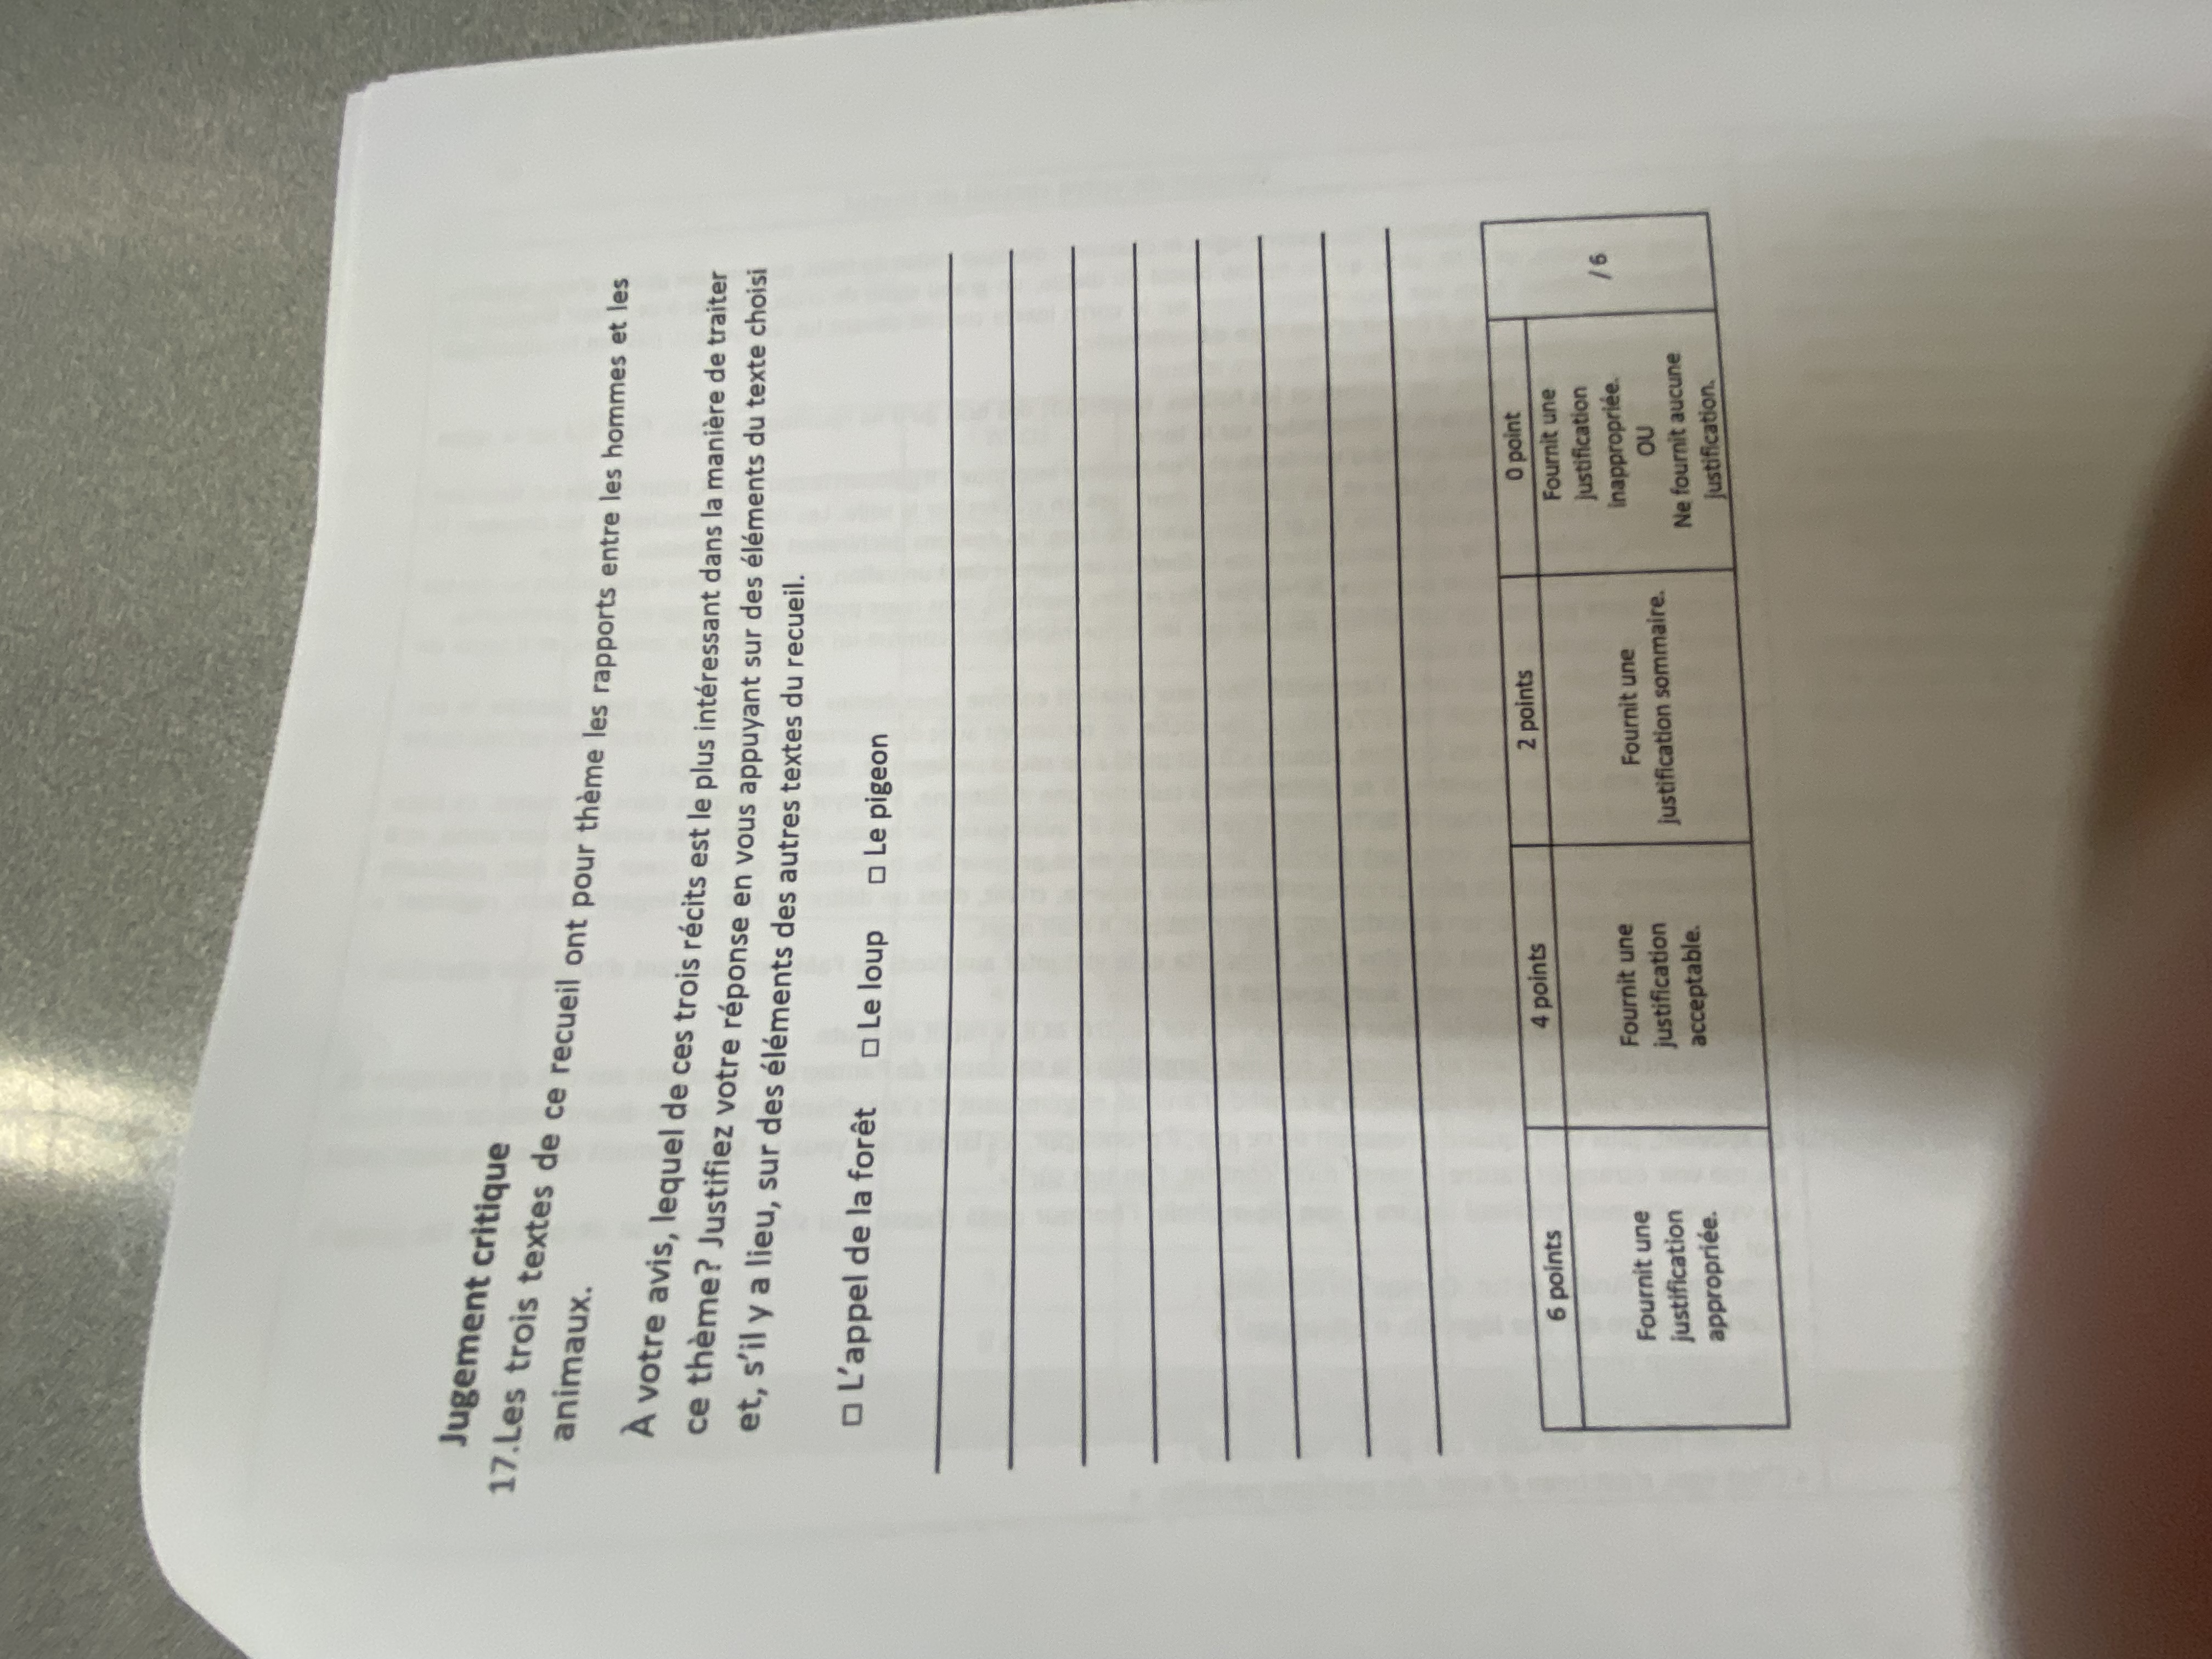 Jugement critique
17.Les trois textes de ce recueil ont pour thème les rapports entre les hommes et les
animaux.
À votre avis, lequel de ces trois récits est le plus intéressant dans la manière de traiter
ce thème? Justifiez votre réponse en vous appuyant sur des éléments du texte choisi
et, s'il y a lieu, sur des éléments des autres textes du recueil.
□ L'appel de la forêt □ Le loup □ Le pigeon
6 points
4 points
2 points
0 point
Fournit une
justification
appropriée.
Fournit une
justification
acceptable.
Fournit une
justification sommaire.
Fournit une
justification
inappropriée.
OU
Ne fournit aucune
justification.
/ 6